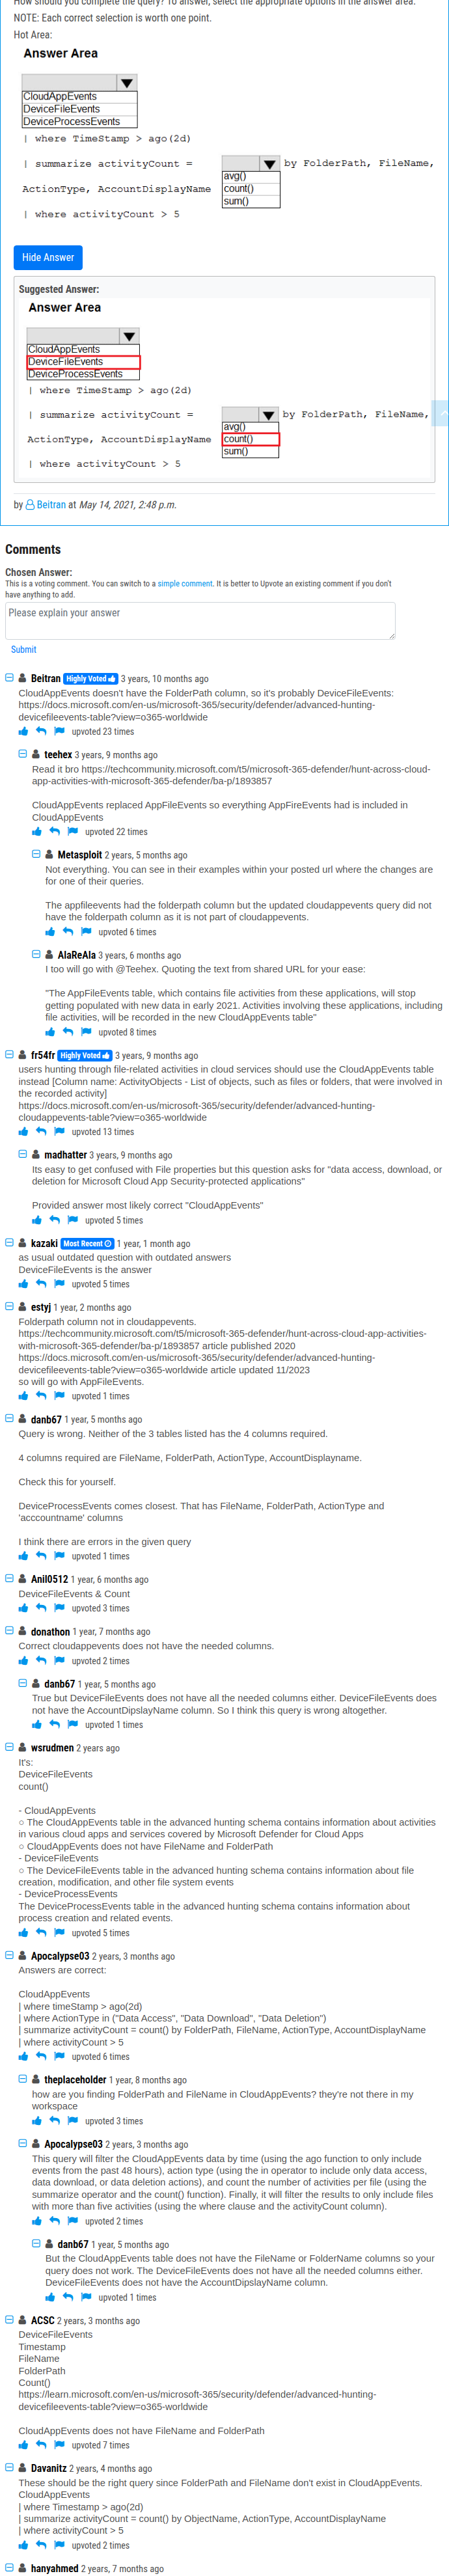 How should you complete the query? To answer, select the appropriate options in the answer area.
NOTE: Each correct selection is worth one point.
Hot Area:
Answer Area
CloudAppEvents
DeviceFileEvents
DeviceProcessEvents
| where TimeStamp > ago(2d)
| summarize activityCount =
by FolderPath, FileName,
avg()
ActionType, AccountDisplayName
count()
sum()
| where activityCount > 5
Hide Answer
Suggested Answer:
Answer Area
CloudAppEvents
DeviceFileEvents
DeviceProcessEvents
| where TimeStamp > ago(2d)
| summarize activityCount =
by FolderPath, FileName,
avg()
ActionType, AccountDisplayName
count()
sum()
| where activityCount > 5
by Beitran at May 14, 2021, 2:48 p.m.
Comments
Chosen Answer:
This is a voting comment. You can switch to a simple comment. It is better to Upvote an existing comment if you don't
have anything to add.
Please explain your answer
Submit
Beitran Highly Voted 3 years, 10 months ago
CloudAppEvents doesn't have the FolderPath column, so it's probably DeviceFileEvents:
https://docs.microsoft.com/en-us/microsoft-365/security/defender/advanced-hunting-
devicefileevents-table?view=o365-worldwide
upvoted 23 times
teehex 3 years, 9 months ago
Read it bro https://techcommunity.microsoft.com/t5/microsoft-365-defender/hunt-across-cloud-
app-activities-with-microsoft-365-defender/ba-p/1893857
CloudAppEvents replaced AppFileEvents so everything AppFireEvents had is included in
CloudAppEvents
upvoted 22 times
Metasploit 2 years, 5 months ago
Not everything. You can see in their examples within your posted url where the changes are
for one of their queries.
The appfileevents had the folderpath column but the updated cloudappevents query did not
have the folderpath column as it is not part of cloudappevents.
upvoted 6 times
AlaReAla 3 years, 6 months ago
I too will go with @Teehex. Quoting the text from shared URL for your ease:
"The AppFileEvents table, which contains file activities from these applications, will stop
getting populated with new data in early 2021. Activities involving these applications, including
file activities, will be recorded in the new CloudAppEvents table"
upvoted 8 times
fr54fr Highly Voted 3 years, 9 months ago
users hunting through file-related activities in cloud services should use the CloudAppEvents table
instead [Column name: ActivityObjects - List of objects, such as files or folders, that were involved in
the recorded activity]
https://docs.microsoft.com/en-us/microsoft-365/security/defender/advanced-hunting-
cloudappevents-table?view=o365-worldwide
upvoted 13 times
madhatter 3 years, 9 months ago
Its easy to get confused with File properties but this question asks for "data access, download, or
deletion for Microsoft Cloud App Security-protected applications"
Provided answer most likely correct "CloudAppEvents"
upvoted 5 times
kazaki Most Recent 1 year, 1 month ago
as usual outdated question with outdated answers
DeviceFileEvents is the answer
upvoted 5 times
estyj 1 year, 2 months ago
Folderpath column not in cloudappevents.
https://techcommunity.microsoft.com/t5/microsoft-365-defender/hunt-across-cloud-app-activities-
with-microsoft-365-defender/ba-p/1893857 article published 2020
https://docs.microsoft.com/en-us/microsoft-365/security/defender/advanced-hunting-
devicefileevents-table?view=o365-worldwide article updated 11/2023
so will go with AppFileEvents.
upvoted 1 times
danb67 1 year, 5 months ago
Query is wrong. Neither of the 3 tables listed has the 4 columns required.
4 columns required are FileName, FolderPath, ActionType, AccountDisplayname.
Check this for yourself.
DeviceProcessEvents comes closest. That has FileName, FolderPath, ActionType and
'acccountname' columns
I think there are errors in the given query
upvoted 1 times
Anil0512 1 year, 6 months ago
DeviceFileEvents & Count
upvoted 3 times
donathon 1 year, 7 months ago
Correct cloudappevents does not have the needed columns.
upvoted 2 times
danb67 1 year, 5 months ago
True but DeviceFileEvents does not have all the needed columns either. DeviceFileEvents does
not have the AccountDipslayName column. So I think this query is wrong altogether.
upvoted 1 times
wsrudmen 2 years ago
It's:
DeviceFileEvents
count()
- CloudAppEvents
○ The CloudAppEvents table in the advanced hunting schema contains information about activities
in various cloud apps and services covered by Microsoft Defender for Cloud Apps
○ CloudAppEvents does not have FileName and FolderPath
- DeviceFileEvents
○ The DeviceFileEvents table in the advanced hunting schema contains information about file
creation, modification, and other file system events
- DeviceProcessEvents
The DeviceProcessEvents table in the advanced hunting schema contains information about
process creation and related events.
upvoted 5 times
Apocalypse03 2 years, 3 months ago
Answers are correct:
CloudAppEvents
| where timeStamp > ago(2d)
| where ActionType in ("Data Access", "Data Download", "Data Deletion")
| summarize activityCount = count() by FolderPath, FileName, ActionType, AccountDisplayName
| where activityCount > 5
upvoted 6 times
theplaceholder 1 year, 8 months ago
how are you finding FolderPath and FileName in CloudAppEvents? they're not there in my
workspace
upvoted 3 times
Apocalypse03 2 years, 3 months ago
This query will filter the CloudAppEvents data by time (using the ago function to only include
events from the past 48 hours), action type (using the in operator to include only data access,
data download, or data deletion actions), and count the number of activities per file (using the
summarize operator and the count() function). Finally, it will filter the results to only include files
with more than five activities (using the where clause and the activityCount column).
upvoted 2 times
danb67 1 year, 5 months ago
But the CloudAppEvents table does not have the FileName or FolderName columns so your
query does not work. The DeviceFileEvents does not have all the needed columns either.
DeviceFileEvents does not have the AccountDipslayName column.
upvoted 1 times
ACSC 2 years, 3 months ago
DeviceFileEvents
Timestamp
FileName
FolderPath
Count()
https://learn.microsoft.com/en-us/microsoft-365/security/defender/advanced-hunting-
devicefileevents-table?view=o365-worldwide
CloudAppEvents does not have FileName and FolderPath
upvoted 7 times
Davanitz 2 years, 4 months ago
These should be the right query since FolderPath and FileName don't exist in CloudAppEvents.
CloudAppEvents
| where Timestamp > ago(2d)
| summarize activityCount = count() by ObjectName, ActionType, AccountDisplayName
| where activityCount > 5
upvoted 2 times
hanyahmed 2 years, 7 months ago